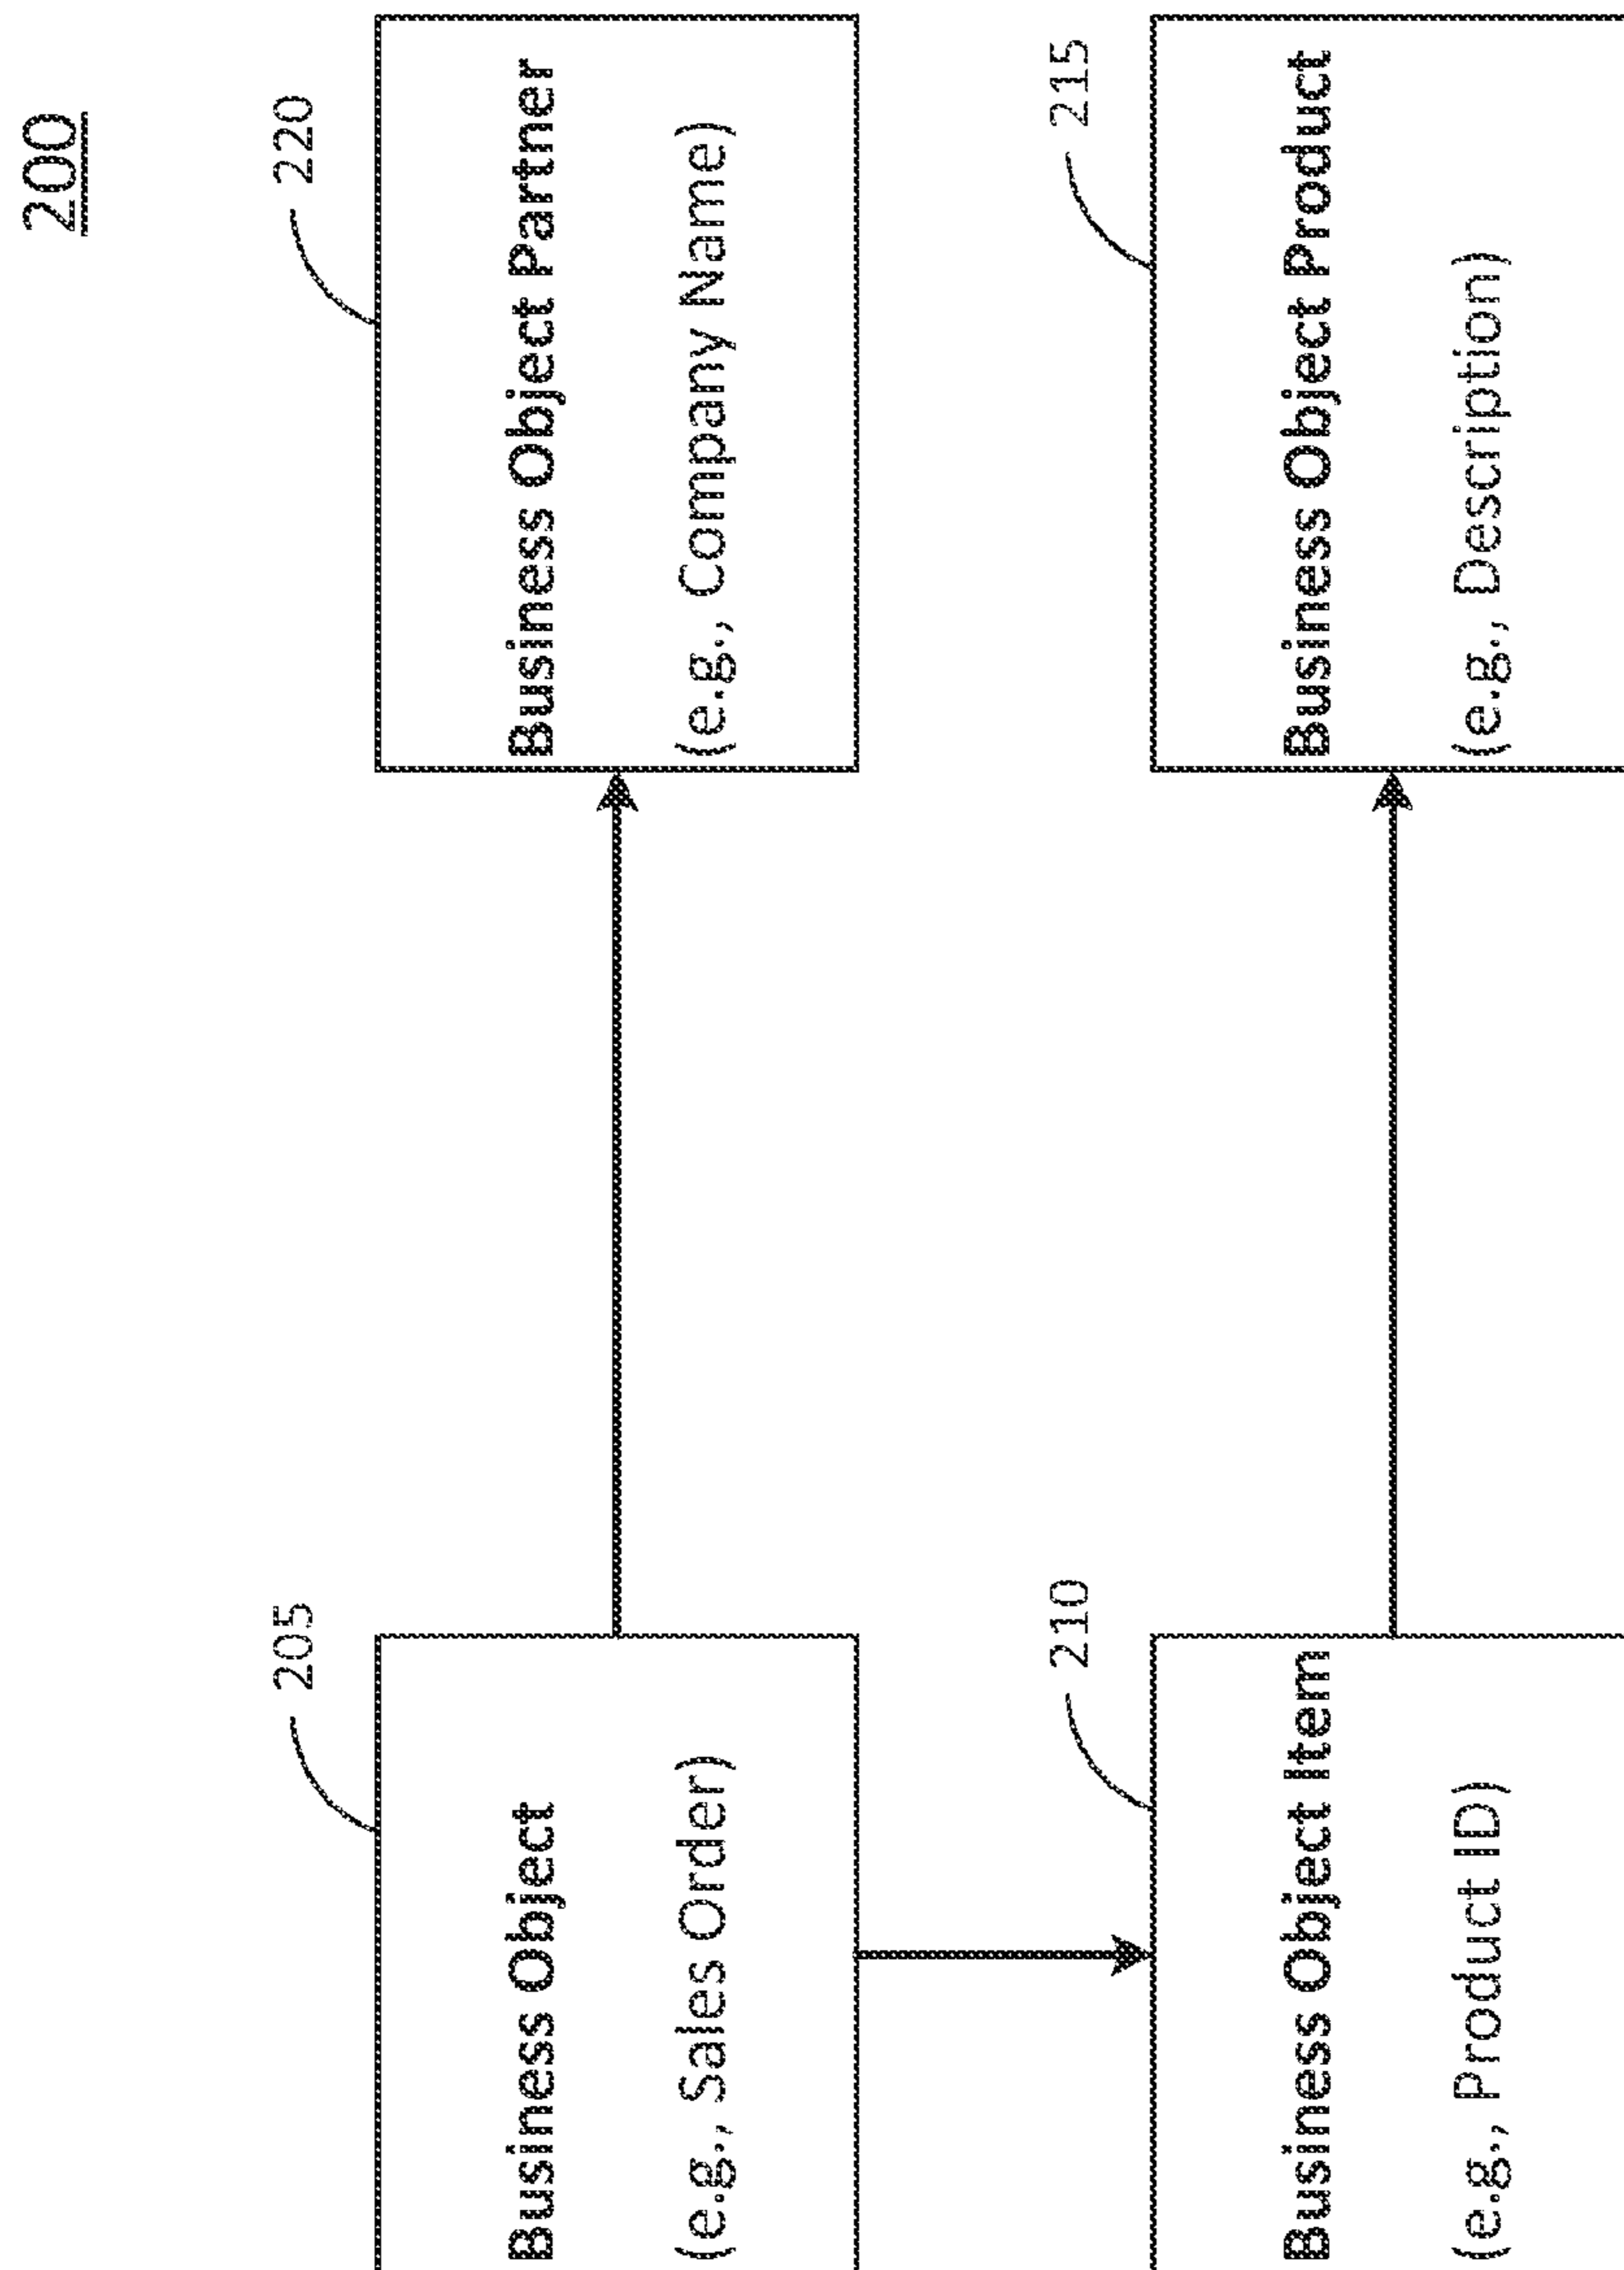 200
205
Business Object
(e.g., Sales Order)
220
Business Object Partner
(e.g., Company Name)
210
Business Object Item
(e.g., Product ID)
215
Business Object Product
(e.g., Description)